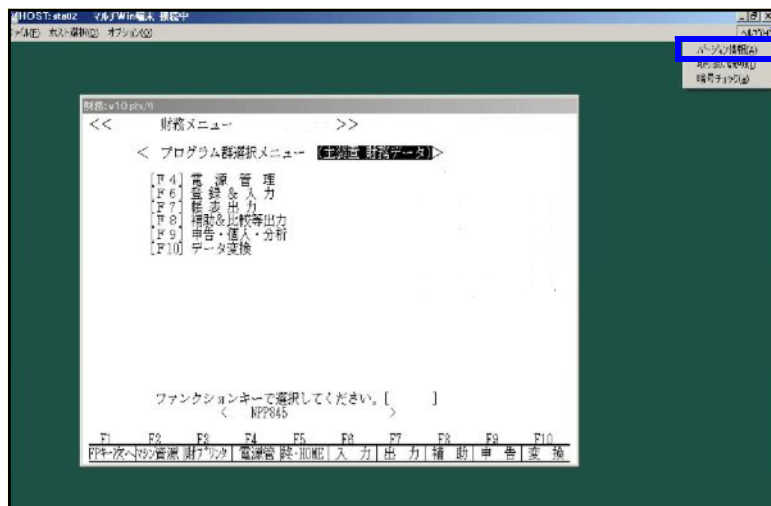 HOST:sta02 マルチWin端末 接続中
ファイル(F) ホスト選択(Q) オプション(O) ヘルプ(H)
バージョン情報(A)
暗号チェック(g)
財務:v10 pts/9
<< 財務メニュー >>
< プログラム群選択メニュー (主装置 財務データ)>
[F4] 電 源 管 理
[F6] 登 録 & 入 力
[F7] 帳 表 出 力
[F8] 補助&比較等出力
[F9] 申告・個人・分析
[F10] データ変換
ファンクションキーで選択してください。[ ]
< NPP845 >
F1 F2 F3 F4 F5 F6 F7 F8 F9 F10
FPキー次へ マシン資源 財プリンタ 電源管 終・HOME 入 力 出 力 補 助 申 告 変 換